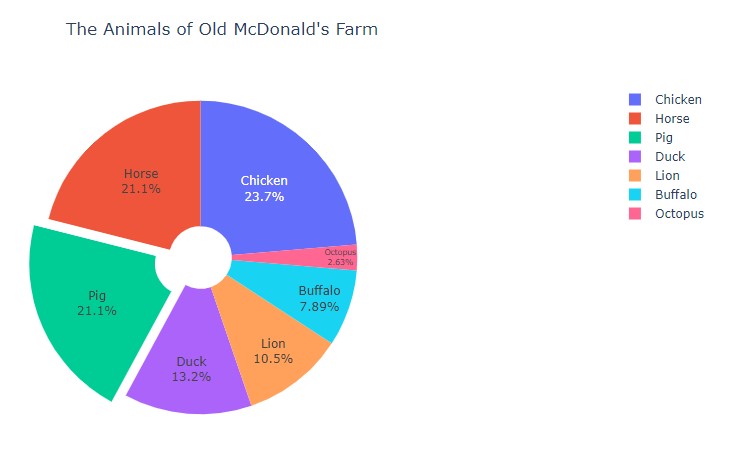 The Animals of Old McDonald's Farm
Chicken
23.7%
Horse
21.1%
Pig
21.1%
Duck
13.2%
Lion
10.5%
Buffalo
7.89%
Octopus
2.63%
Chicken
Horse
Pig
Duck
Lion
Buffalo
Octopus